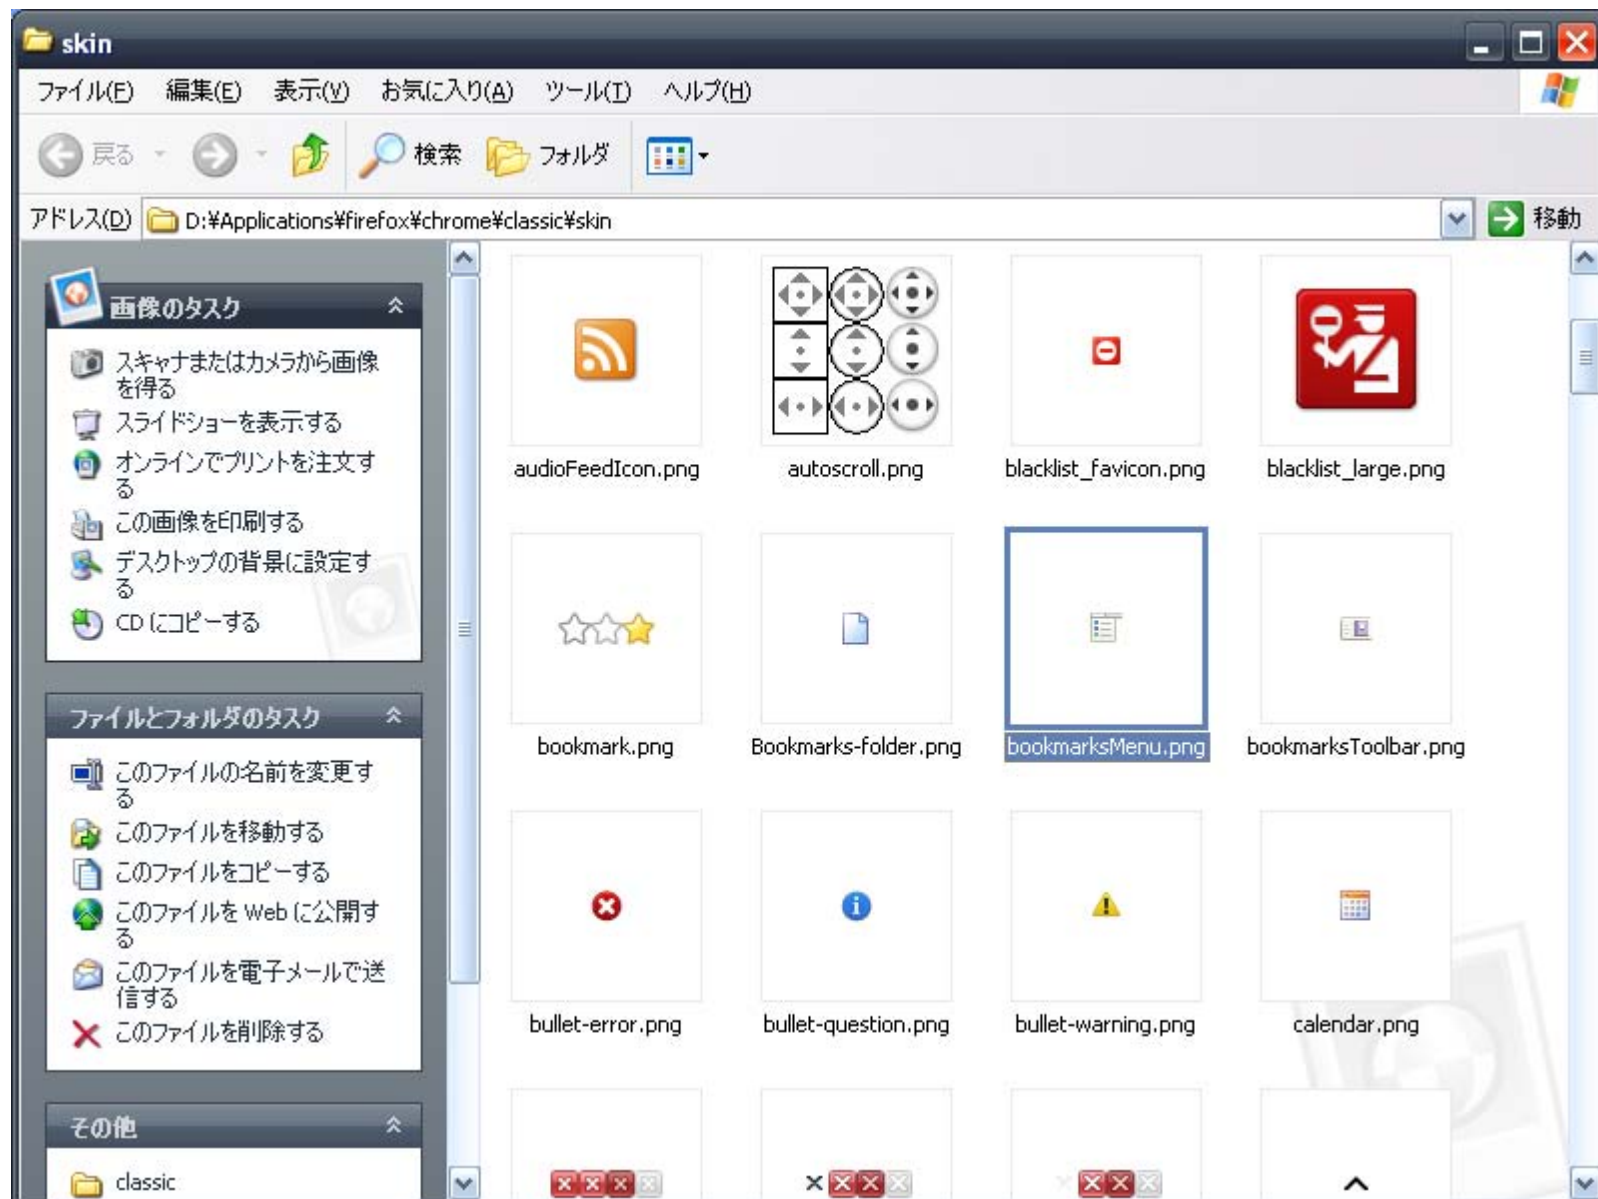 skin
ファイル(F) 編集(E) 表示(V) お気に入り(A) ツール(T) ヘルプ(H)
戻る 検索 フォルダ
アドレス(D) D:¥Applications¥firefox¥chrome¥classic¥skin 移動
画像のタスク
スキャナまたはカメラから画像
を得る
スライドショーを表示する
オンラインでプリントを注文す
る
この画像を印刷する
デスクトップの背景に設定す
る
CD にコピーする
ファイルとフォルダのタスク
このファイルの名前を変更す
る
このファイルを移動する
このファイルをコピーする
このファイルを Web に公開す
る
このファイルを電子メールで送
信する
このファイルを削除する
その他
classic
audioFeedIcon.png autoscroll.png blacklist_favicon.png blacklist_large.png
bookmark.png Bookmarks-folder.png bookmarksMenu.png bookmarksToolbar.png
bullet-error.png bullet-question.png bullet-warning.png calendar.png